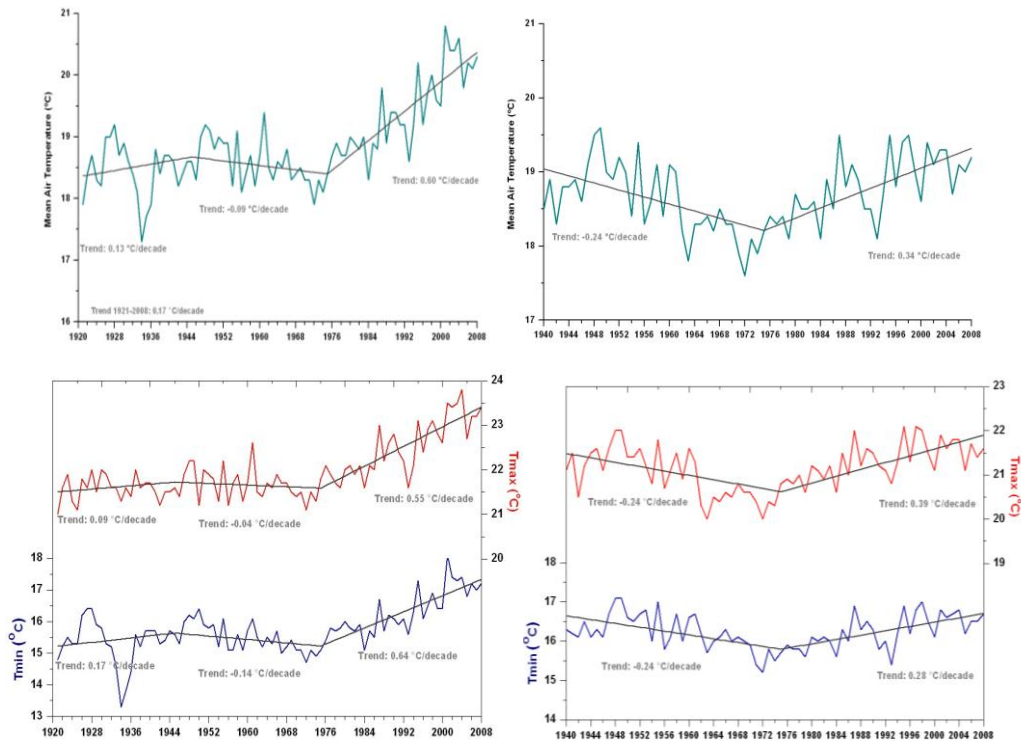 21
20
19
18
17
16
Mean Air Temperature (°C)
Trend: 0.13 °C/decade
Trend: -0.09 °C/decade
Trend: 0.60 °C/decade
Trend 1921-2008: 0.17 °C/decade
1920 1928 1936 1944 1952 1960 1968 1976 1984 1992 2000 2008
21
20
19
18
17
Mean Air Temperature (°C)
Trend: -0.24 °C/decade
Trend: 0.34 °C/decade
1940 1944 1948 1952 1956 1960 1964 1968 1972 1976 1980 1984 1988 1992 1996 2000 2004 2008
24
23
22
21
20
Tmax (°C)
Trend: 0.09 °C/decade
Trend: -0.04 °C/decade
Trend: 0.55 °C/decade
18
17
16
15
14
13
Tmin (°C)
Trend: 0.17 °C/decade
Trend: -0.14 °C/decade
Trend: 0.64 °C/decade
1920 1928 1936 1944 1952 1960 1968 1976 1984 1992 2000 2008
23
22
21
20
19
Tmax (°C)
Trend: -0.24 °C/decade
Trend: 0.39 °C/decade
18
17
16
15
14
Tmin (°C)
Trend: -0.24 °C/decade
Trend: 0.28 °C/decade
1940 1944 1948 1952 1956 1960 1964 1968 1972 1976 1980 1984 1988 1992 1996 2000 2004 2008